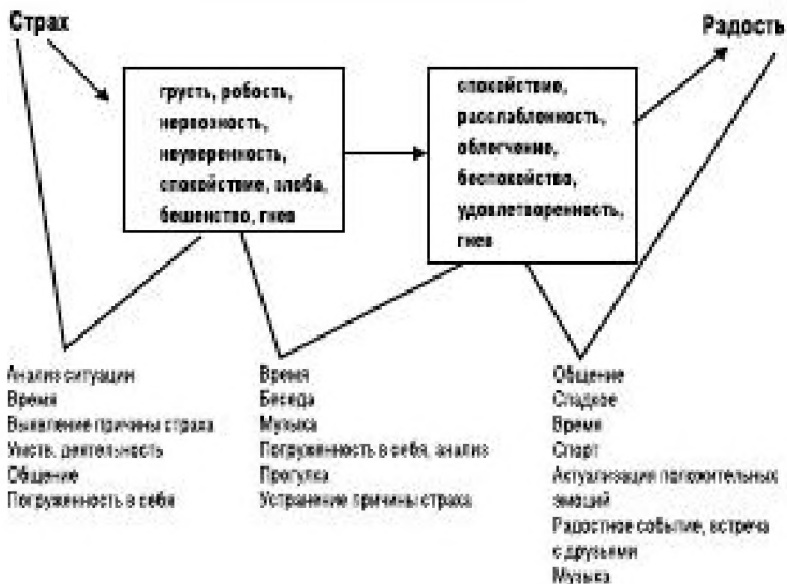 Страх
Радость
грусть, робость,
нервозность,
неуверенность,
спокойствие, злоба,
бешенство, гнев
спокойствие,
расслабленность,
облегчение,
беспокойство,
удовлетворенность,
гнев
Анализ ситуации
Время
Выявление причины страха
Умств. деятельность
Общение
Погруженность в себя
Время
Беседа
Музыка
Погруженность в себя, анализ
Прогулка
Устранение причины страха
Общение
Сладкое
Время
Спорт
Актуализация положительных
эмоций
Радостное событие, встреча
с друзьями
Музыка